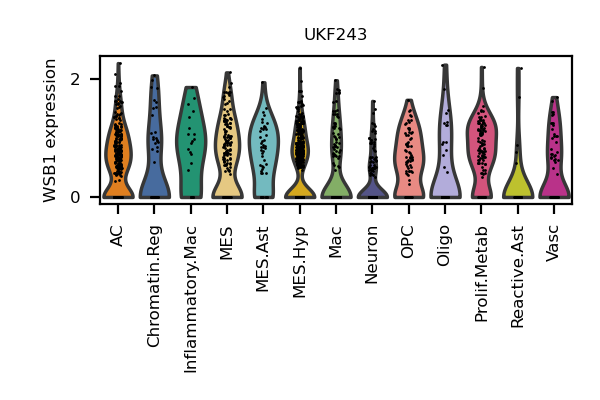 UKF243
WSB1 expression
2
0
AC
Chromatin.Reg
Inflammatory.Mac
MES
MES.Ast
MES.Hyp
Mac
Neuron
OPC
Oligo
Prolif.Metab
Reactive.Ast
Vasc